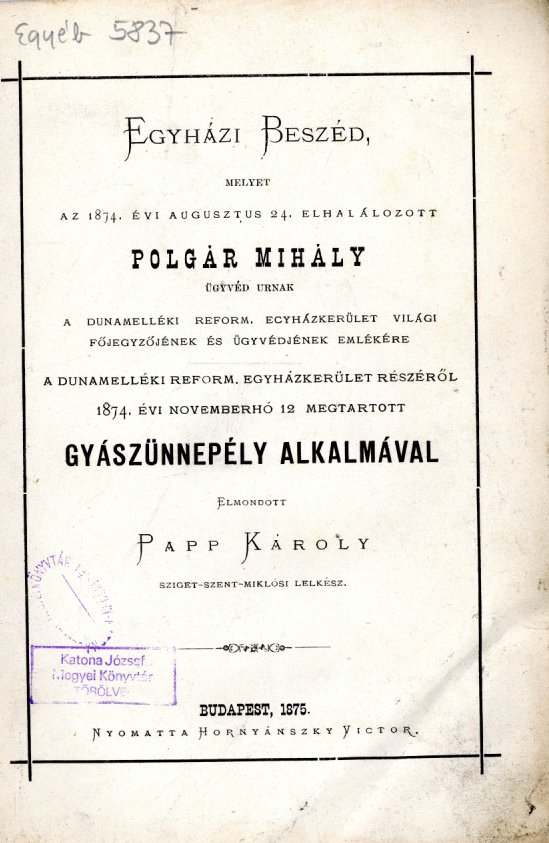 Egyéb 5837
EGYHÁZI BESZÉD,
MELYET
AZ 1874. ÉVI AUGUSZTUS 24. ELHALÁLOZOTT
POLGÁR MIHÁLY
ÜGYVÉD URNAK
A DUNAMELLÉKI REFORM. EGYHÁZKERÜLET VILÁGI
FŐJEGYZŐJÉNEK ÉS ÜGYVÉDJÉNEK EMLÉKÉRE
A DUNAMELLÉKI REFORM. EGYHÁZKERÜLET RÉSZÉRŐL
1874. ÉVI NOVEMBERHÓ 12 MEGTARTOTT
GYÁSZÜNNEPÉLY ALKALMÁVAL
ELMONDOTT
PAPP KÁROLY
SZIGET-SZENT-MIKLÓSI LELKÉSZ.
KÖNYVTÁR
Katona József
Megyei Könyvtár
TÖRÖLVE
BUDAPEST, 1875.
NYOMATTA HORNYÁNSZKY VICTOR.